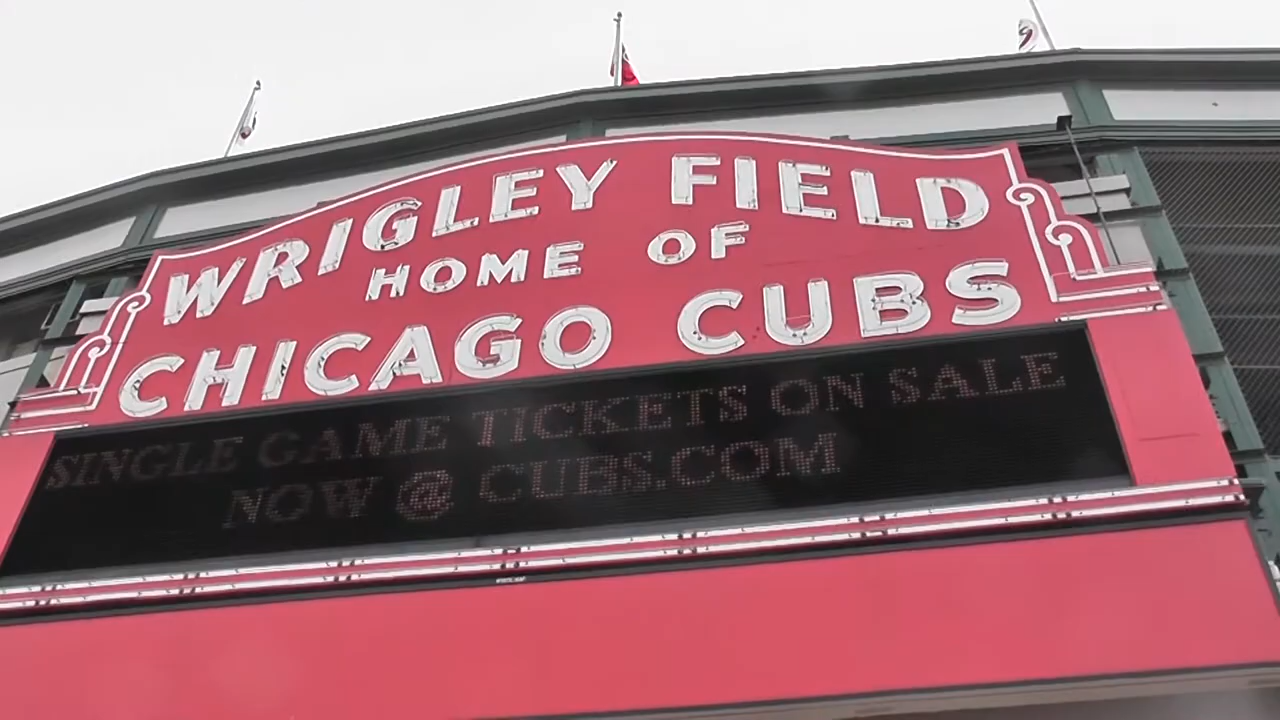 WRIGLEY FIELD
HOME OF
CHICAGO CUBS
SINGLE GAME TICKETS ON SALE
NOW @ CUBS.COM